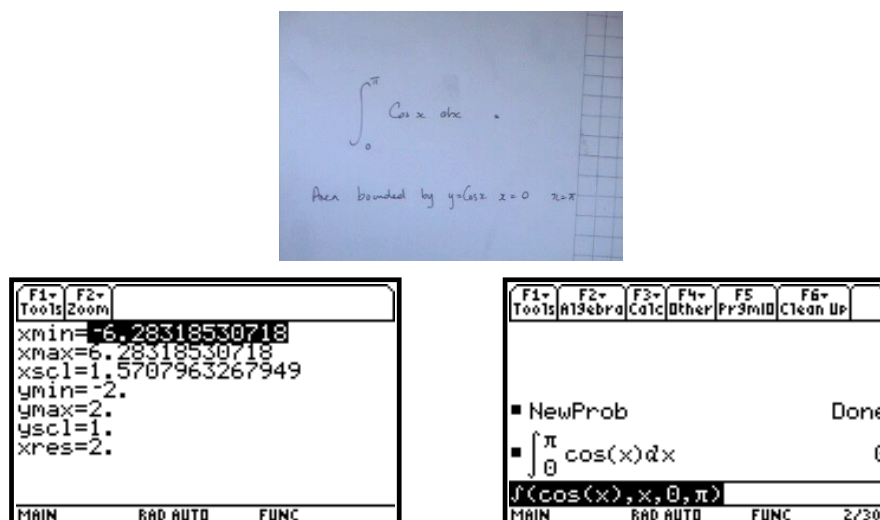 ∫₀^π Cos x dx .
Area bounded by y=Cos x x=0 x=π
F1 Tools F2 Zoom
xmin=-6.28318530718
xmax=6.28318530718
xscl=1.5707963267949
ymin=-2.
ymax=2.
yscl=1.
xres=2.
MAIN RAD AUTO FUNC
F1 Tools F2 Algebra F3 Calc F4 Other F5 PrgmIO F6 Clean Up
▪ NewProb Done
▪ ∫₀^π cos(x)dx 0
∫(cos(x),x,0,π)
MAIN RAD AUTO FUNC 2/30